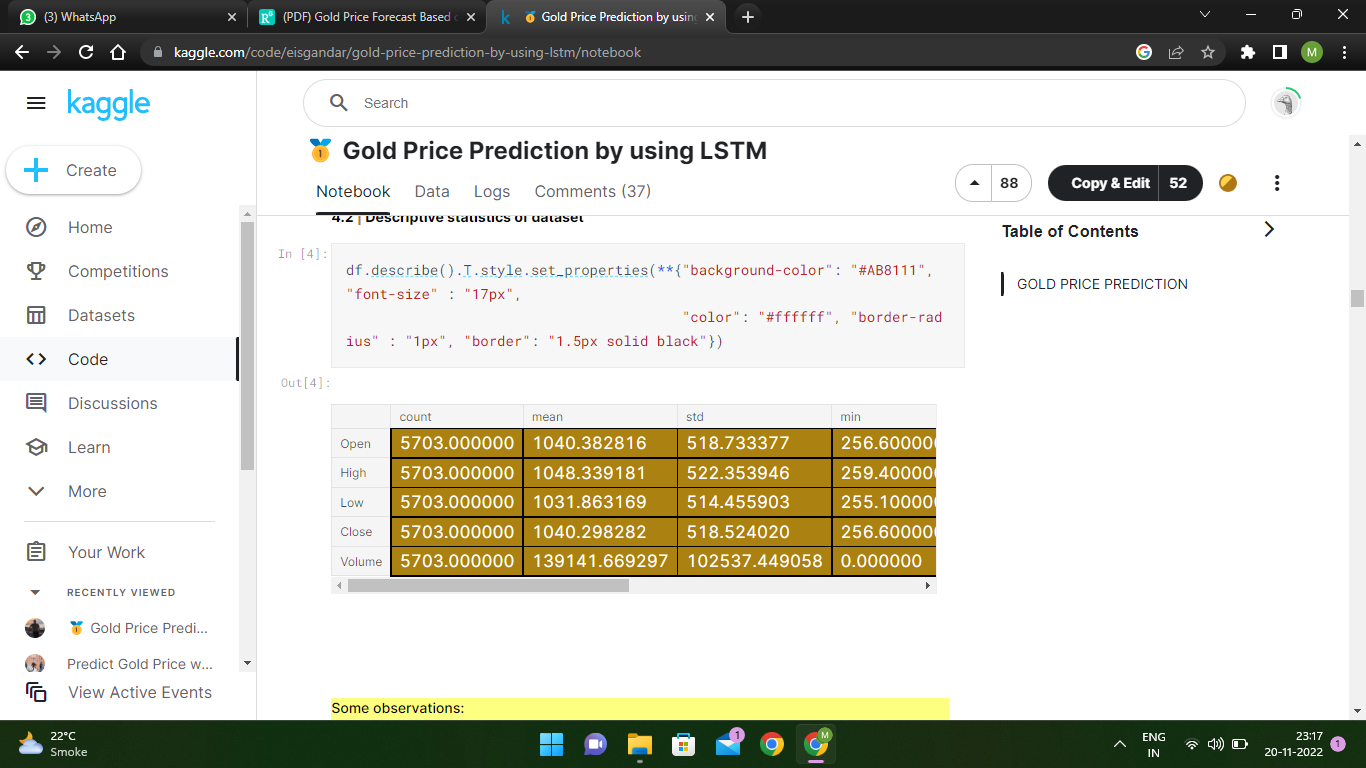 (3) WhatsApp
(PDF) Gold Price Forecast Based o
Gold Price Prediction by using
kaggle.com/code/eisgandar/gold-price-prediction-by-using-lstm/notebook
M
kaggle
Search
Create
Home
Competitions
Datasets
Code
Discussions
Learn
More
Your Work
RECENTLY VIEWED
Gold Price Predi...
Predict Gold Price w...
View Active Events
Gold Price Prediction by using LSTM
Notebook Data Logs Comments (37)
88
Copy & Edit 52
4.2 | Descriptive statistics of dataset
In [4]:
df.describe().T.style.set_properties(**{"background-color": "#AB8111",
"font-size" : "17px",
"color": "#ffffff", "border-rad
ius" : "1px", "border": "1.5px solid black"})
Out[4]:
count mean std min
Open 5703.000000 1040.382816 518.733377 256.600000
High 5703.000000 1048.339181 522.353946 259.400000
Low 5703.000000 1031.863169 514.455903 255.100000
Close 5703.000000 1040.298282 518.524020 256.600000
Volume 5703.000000 139141.669297 102537.449058 0.000000
Some observations:
Table of Contents
GOLD PRICE PREDICTION
22°C
Smoke
1
M
ENG
IN
23:17
20-11-2022
1